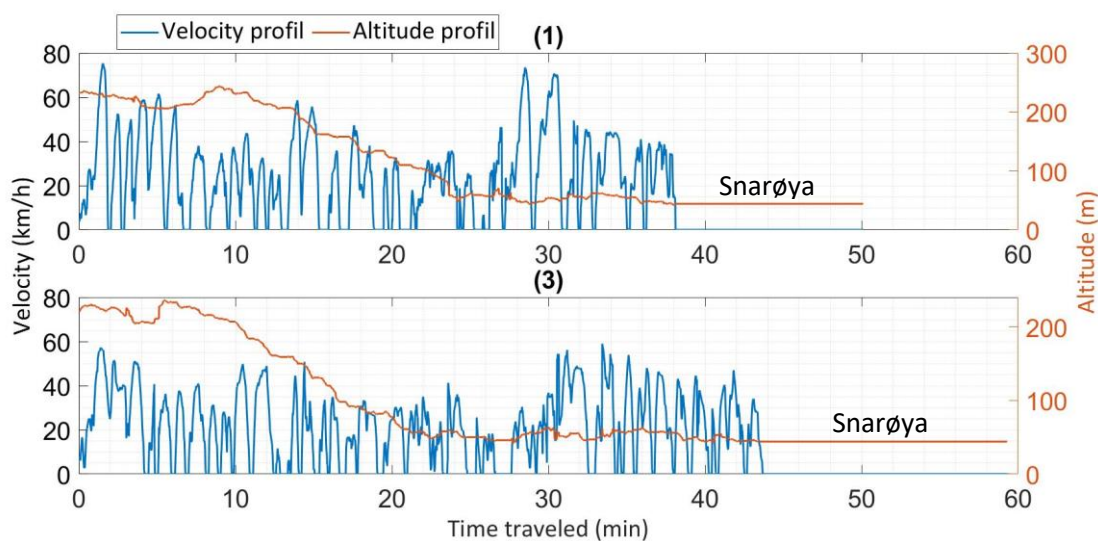 Velocity profil Altitude profil
(1)
80
60
40
20
0
300
200
100
0
Snarøya
0 10 20 30 40 50 60
(3)
80
60
40
20
0
200
100
0
Snarøya
0 10 20 30 40 50 60
Velocity (km/h)
Altitude (m)
Time traveled (min)